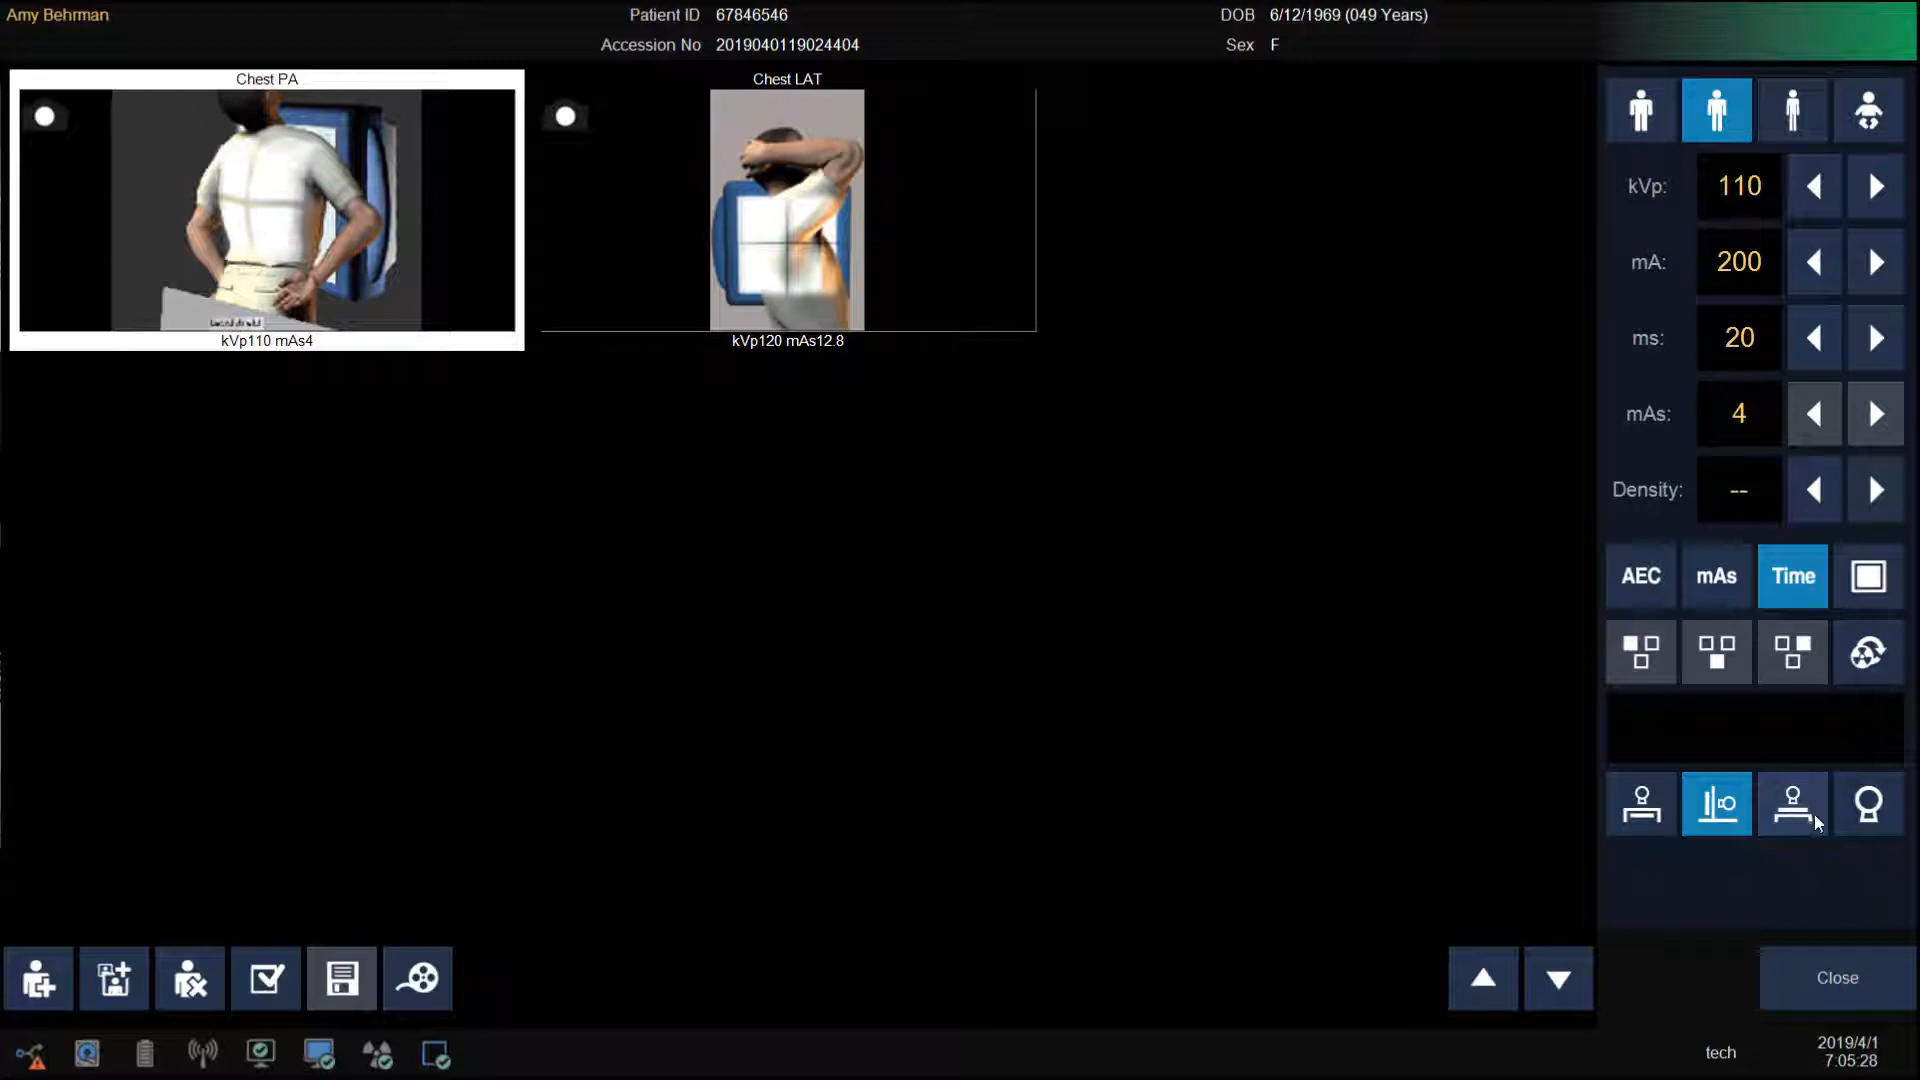 Amy Behrman
Patient ID 67846546
DOB 6/12/1969 (049 Years)
Accession No 2019040119024404
Sex F
Chest PA
Chest LAT
kVp110 mAs4
kVp120 mAs12.8
kVp: 110
mA: 200
ms: 20
mAs: 4
Density: --
AEC mAs Time
Close
tech
2019/4/1
7:05:28